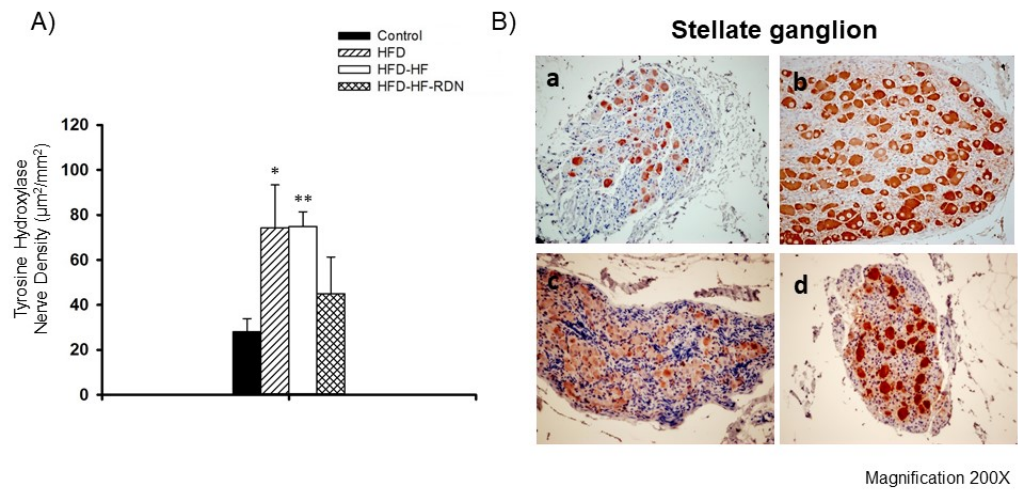 A)
Control
HFD
HFD-HF
HFD-HF-RDN
Tyrosine Hydroxylase
Nerve Density (µm²/mm²)
120
100
80
60
40
20
0
*
**
B)
Stellate ganglion
a
b
c
d
Magnification 200X